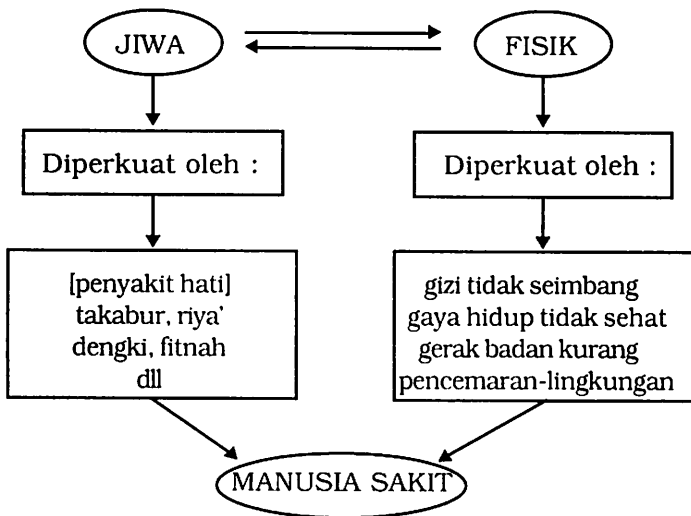 JIWA
FISIK
Diperkuat oleh :
Diperkuat oleh :
[penyakit hati]
takabur, riya'
dengki, fitnah
dll
gizi tidak seimbang
gaya hidup tidak sehat
gerak badan kurang
pencemaran-lingkungan
MANUSIA SAKIT